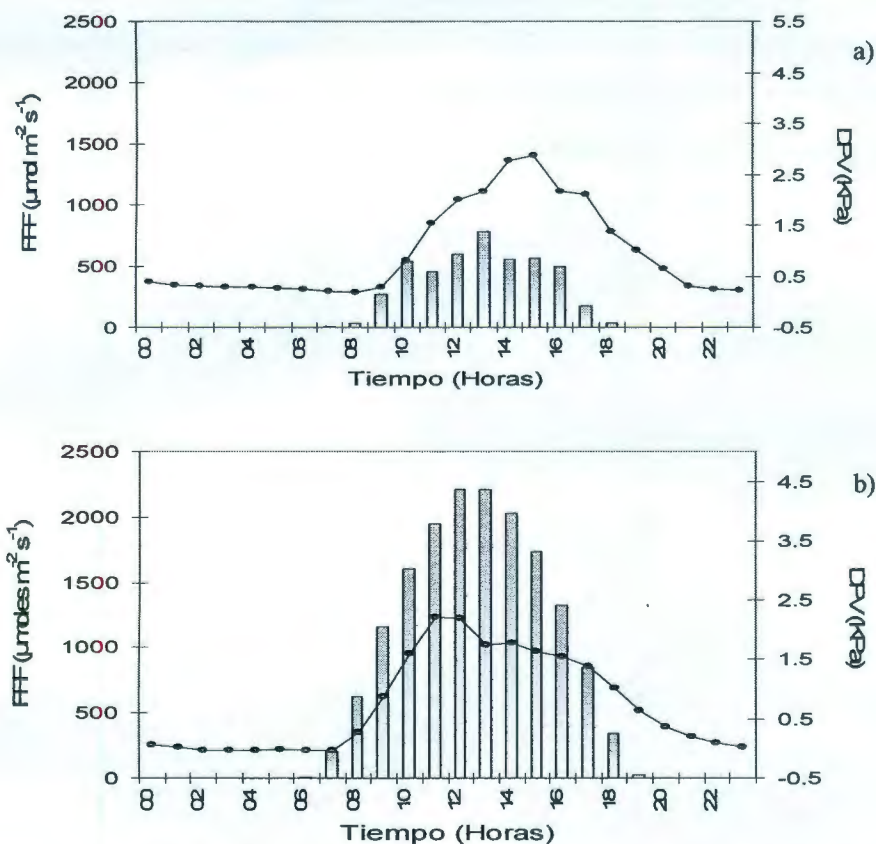 a)
2500
2000
1500
1000
500
0
FFF (µmol m⁻² s⁻¹)
5.5
4.5
3.5
2.5
1.5
0.5
-0.5
DPV (KPa)
00 02 04 06 08 10 12 14 16 18 20 22
Tiempo (Horas)
b)
2500
2000
1500
1000
500
0
FFF (µmoles m⁻² s⁻¹)
4.5
3.5
2.5
1.5
0.5
-0.5
DPV (KPa)
00 02 04 06 08 10 12 14 16 18 20 22
Tiempo (Horas)